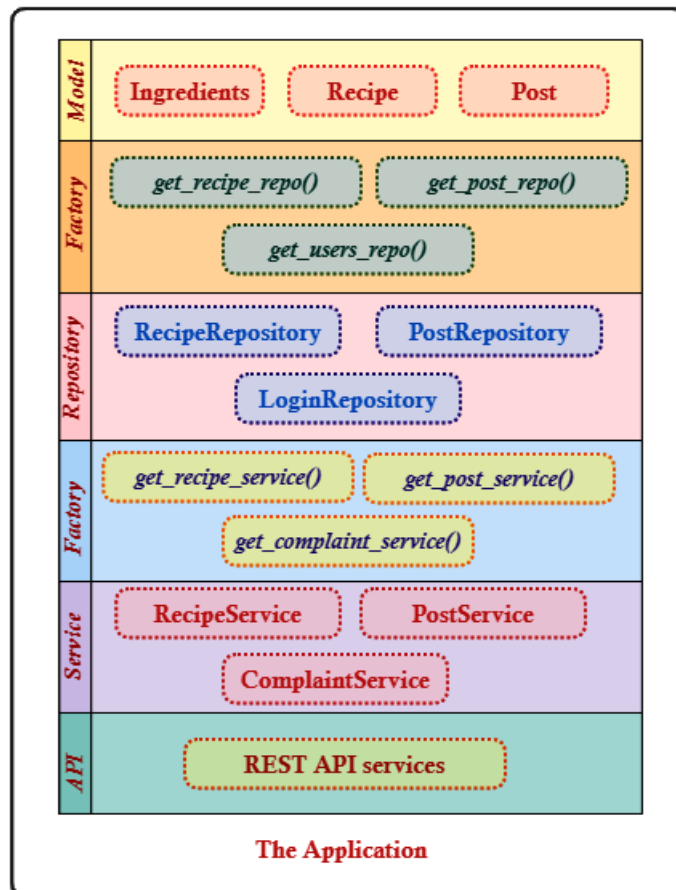 Model
Ingredients Recipe Post
Factory
get_recipe_repo() get_post_repo()
get_users_repo()
Repository
RecipeRepository PostRepository
LoginRepository
Factory
get_recipe_service() get_post_service()
get_complaint_service()
Service
RecipeService PostService
ComplaintService
API
REST API services
The Application